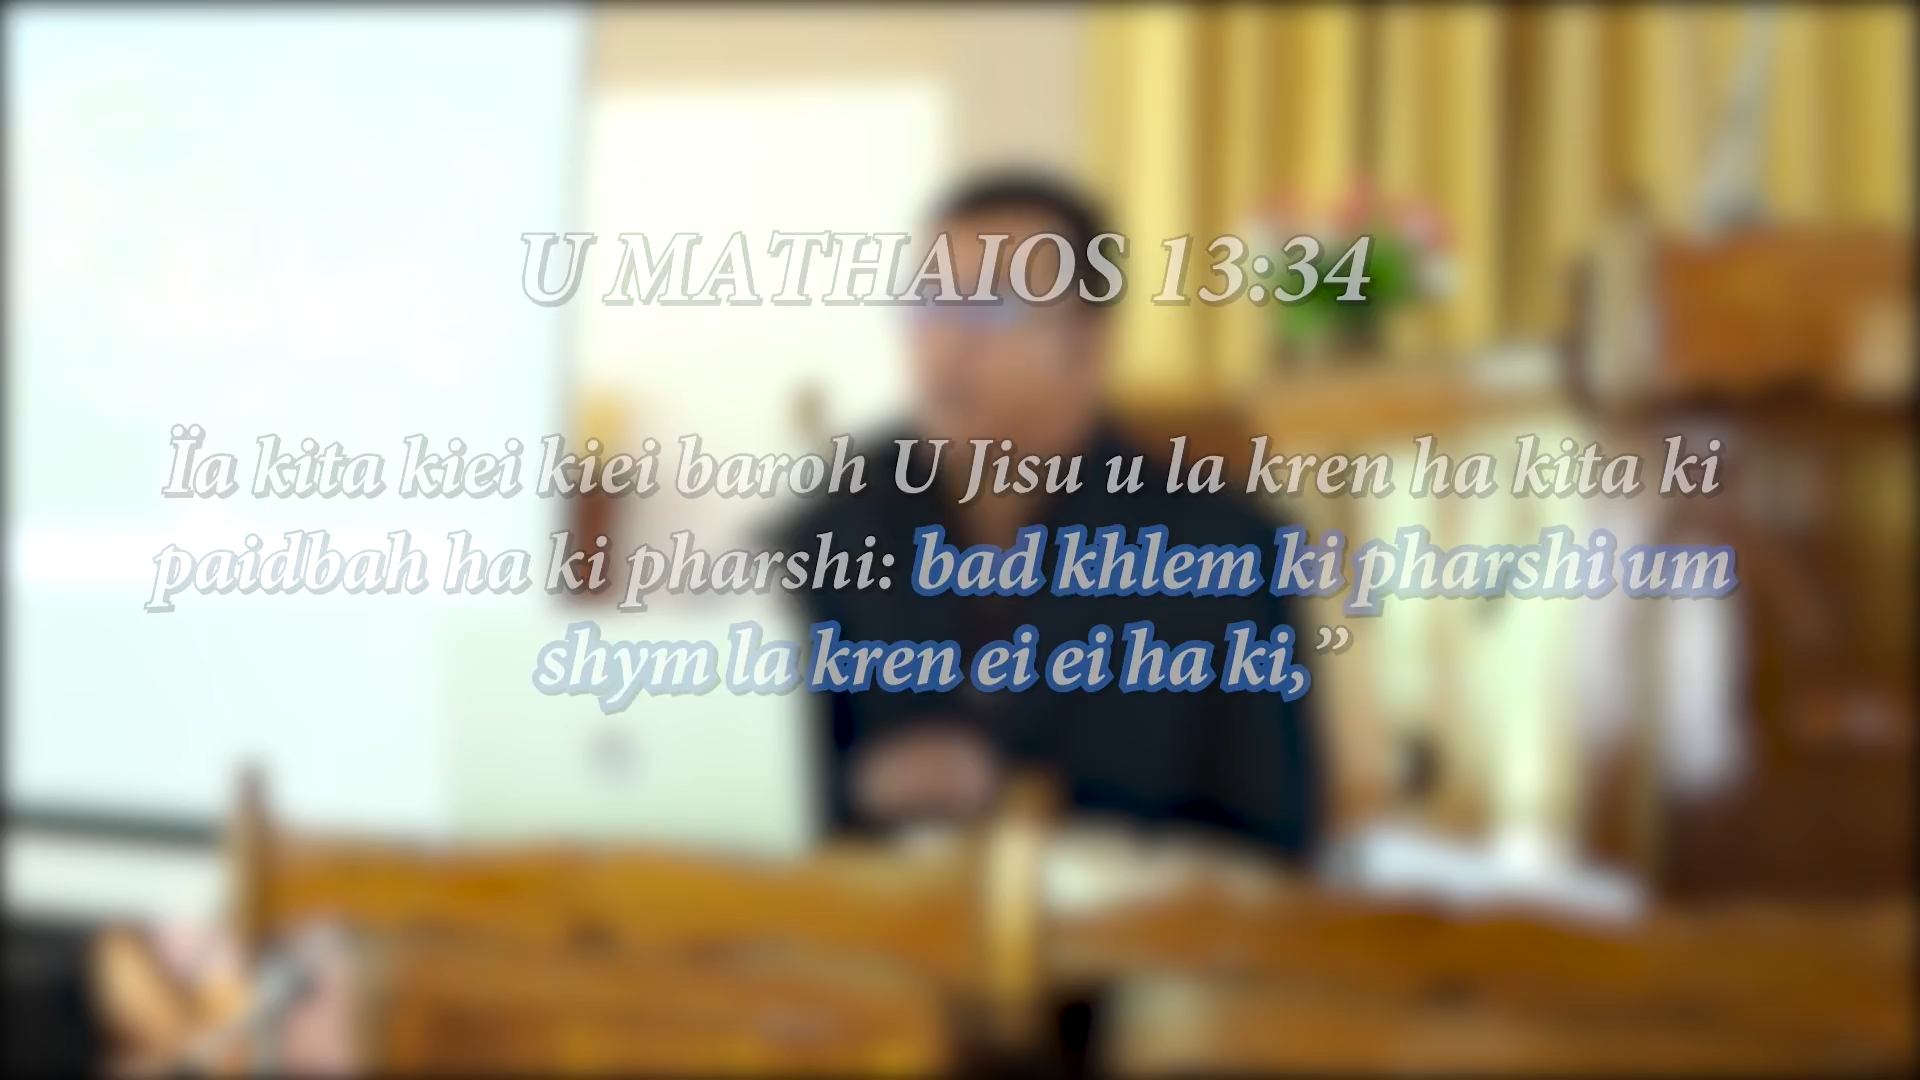 U MATHAIOS 13:34
Ïa kita kiei kiei baroh U Jisu u la kren ha kita ki
paidbah ha ki pharshi: bad khlem ki pharshi um
shym la kren ei ei ha ki,”